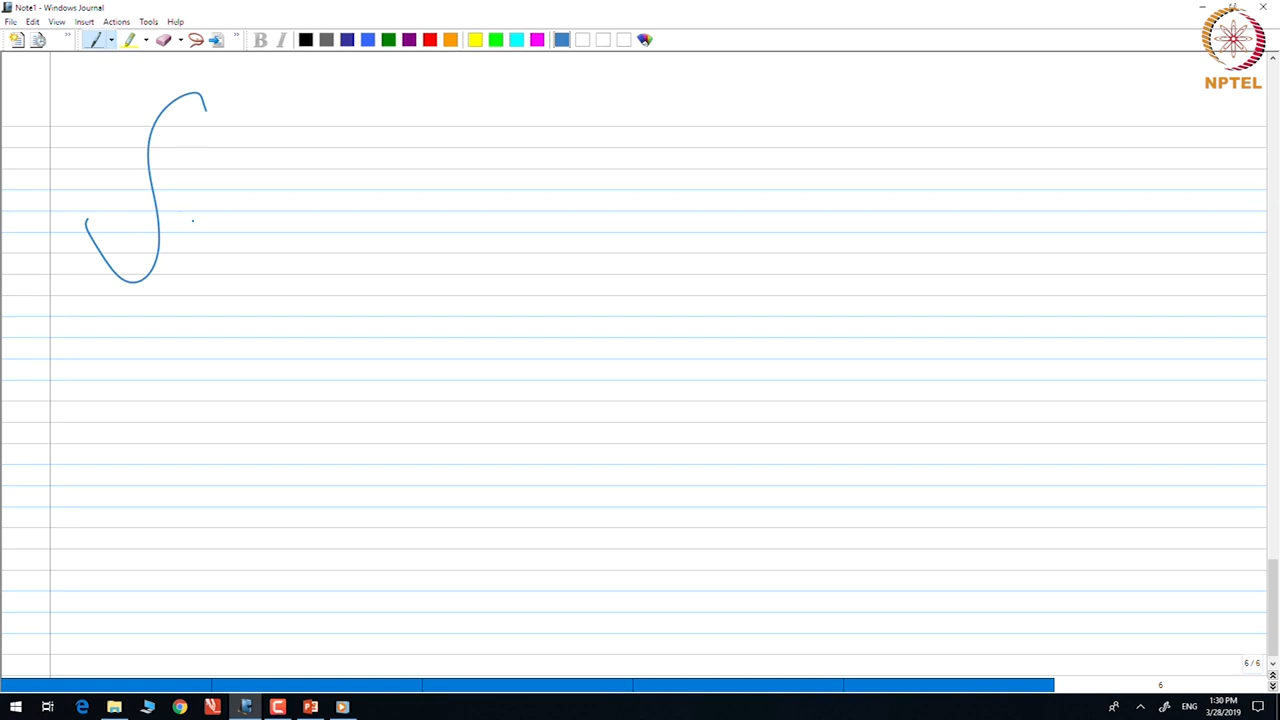 Note1 - Windows Journal
File Edit View Insert Actions Tools Help
B I
NPTEL
∫
6 / 6
6
ENG
1:30 PM
3/28/2019